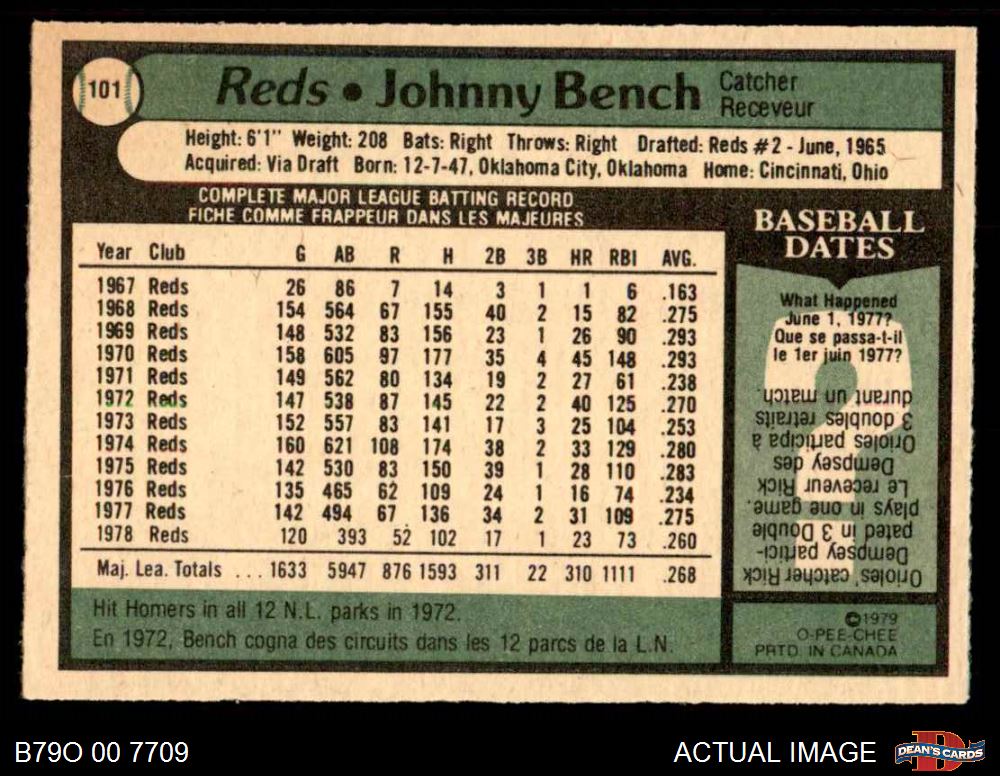 101
Reds • Johnny Bench
Catcher
Receveur
Height: 6'1" Weight: 208 Bats: Right Throws: Right Drafted: Reds #2 - June, 1965
Acquired: Via Draft Born: 12-7-47, Oklahoma City, Oklahoma Home: Cincinnati, Ohio
COMPLETE MAJOR LEAGUE BATTING RECORD
FICHE COMME FRAPPEUR DANS LES MAJEURES
Year Club G AB R H 2B 3B HR RBI AVG.
1967 Reds 26 86 7 14 3 1 1 6 .163
1968 Reds 154 564 67 155 40 2 15 82 .275
1969 Reds 148 532 83 156 23 1 26 90 .293
1970 Reds 158 605 97 177 35 4 45 148 .293
1971 Reds 149 562 80 134 19 2 27 61 .238
1972 Reds 147 538 87 145 22 2 40 125 .270
1973 Reds 152 557 83 141 17 3 25 104 .253
1974 Reds 160 621 108 174 38 2 33 129 .280
1975 Reds 142 530 83 150 39 1 28 110 .283
1976 Reds 135 465 62 109 24 1 16 74 .234
1977 Reds 142 494 67 136 34 2 31 109 .275
1978 Reds 120 393 52 102 17 1 23 73 .260
Maj. Lea. Totals ... 1633 5947 876 1593 311 22 310 1111 .268
Hit Homers in all 12 N.L. parks in 1972.
En 1972, Bench cogna des circuits dans les 12 parcs de la L.N.
BASEBALL
DATES
What Happened
June 1, 1977?
Que se passa-t-il
le 1er juin 1977?
Orioles' catcher Rick
Dempsey partici-
pated in 3 Double
plays in one game.
Le receveur Rick
Dempsey des
Orioles participa à
3 doubles retraits
durant un match.
©1979
O-PEE-CHEE
PRTD. IN CANADA
B79O 00 7709
ACTUAL IMAGE
DEAN'S CARDS